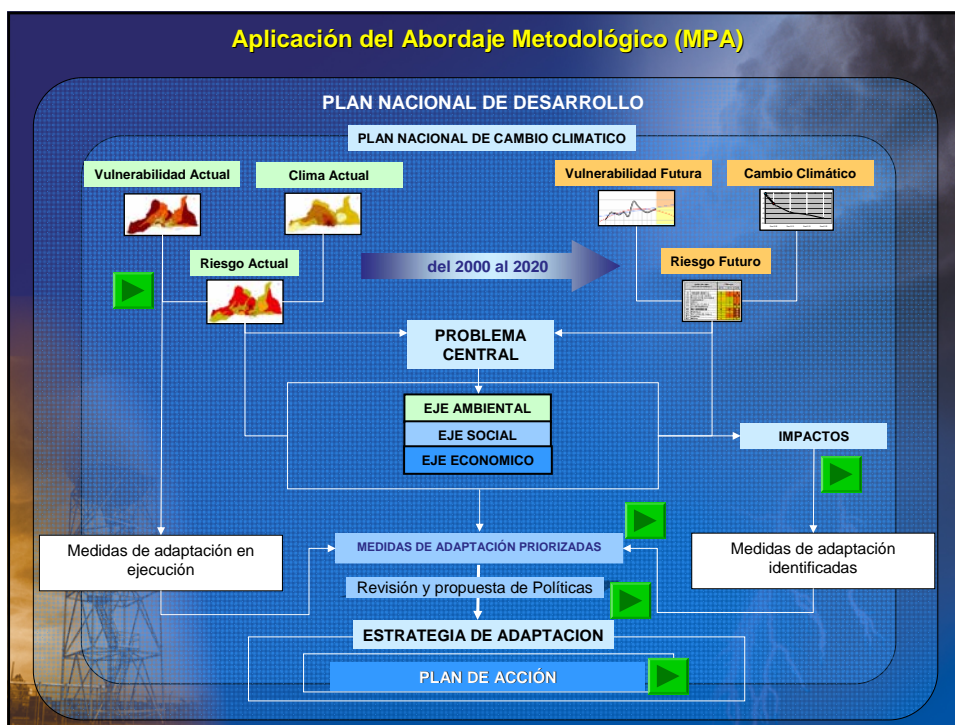 Aplicación del Abordaje Metodológico (MPA)
PLAN NACIONAL DE DESARROLLO
PLAN NACIONAL DE CAMBIO CLIMATICO
Vulnerabilidad Actual
Clima Actual
Vulnerabilidad Futura
Cambio Climático
Riesgo Actual
del 2000 al 2020
Riesgo Futuro
PROBLEMA
CENTRAL
EJE AMBIENTAL
EJE SOCIAL
EJE ECONOMICO
IMPACTOS
Medidas de adaptación en
ejecución
MEDIDAS DE ADAPTACIÓN PRIORIZADAS
Medidas de adaptación
identificadas
Revisión y propuesta de Políticas
ESTRATEGIA DE ADAPTACION
PLAN DE ACCIÓN